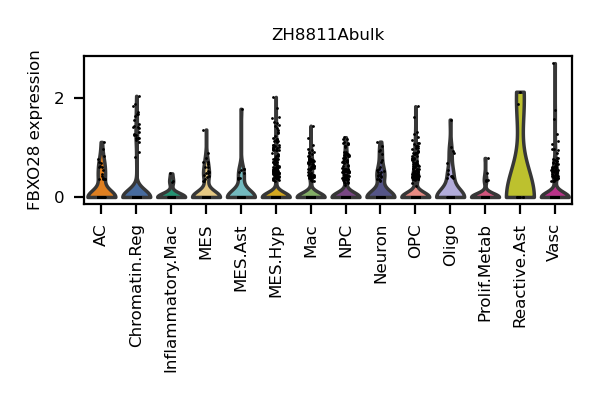 ZH8811Abulk
FBXO28 expression
2
0
AC
Chromatin.Reg
Inflammatory.Mac
MES
MES.Ast
MES.Hyp
Mac
NPC
Neuron
OPC
Oligo
Prolif.Metab
Reactive.Ast
Vasc